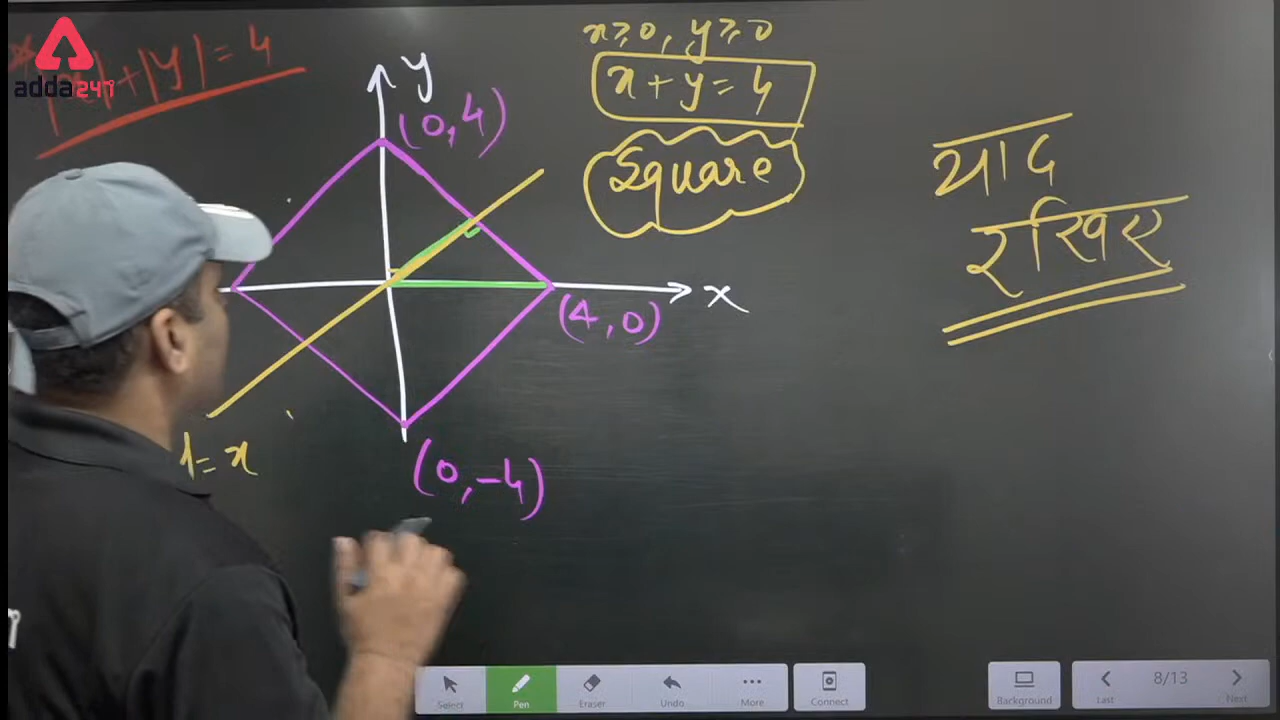 |x|+|y|=4
adda247
y
(0,4)
x≥0, y≥0
x+y=4
Square
याद
रखिए
x
(4,0)
=x
(0,-4)
Select
Pen
Eraser
Undo
More
Connect
Background
Last
8/13
Next